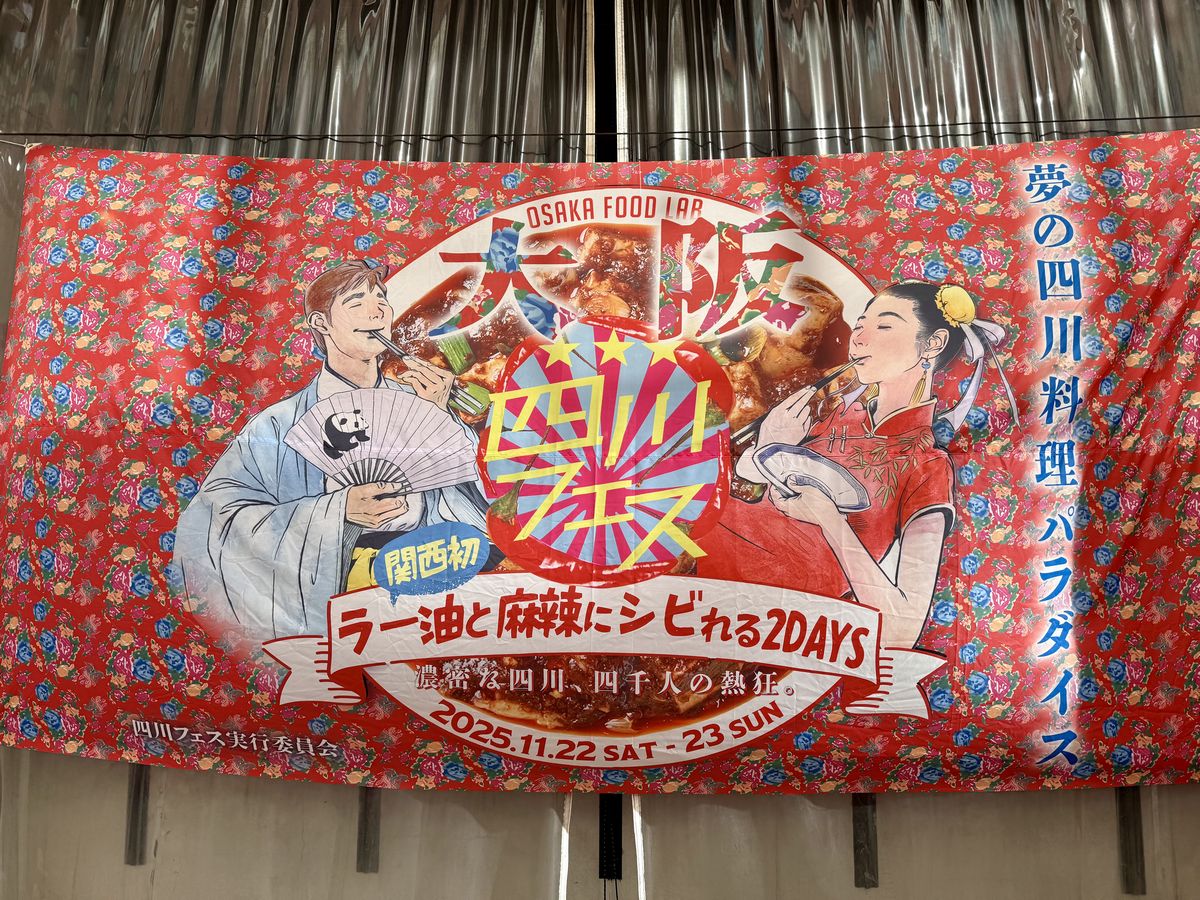 OSAKA FOOD LAB
大阪
四川
フェス
関西初
ラー油と麻辣にシビれる2DAYS
濃密な四川、四千人の熱狂。
2025.11.22 SAT - 23 SUN
四川フェス実行委員会
夢の四川料理パラダイス